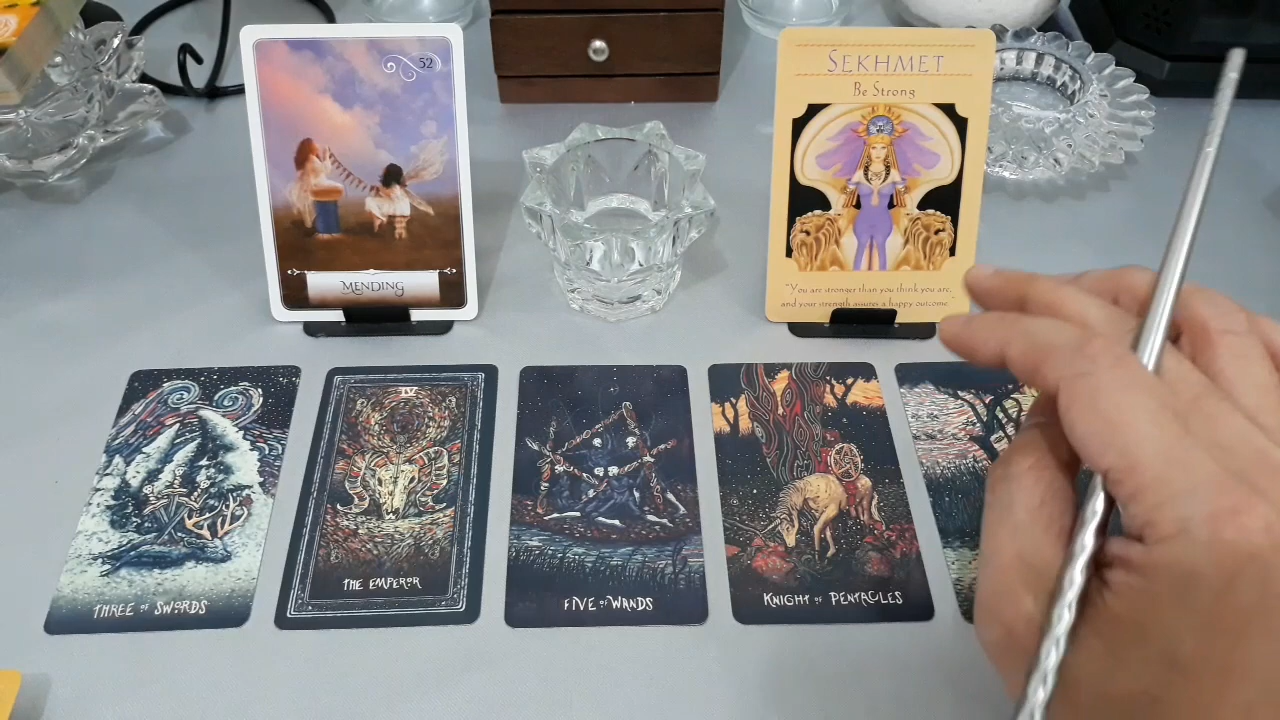 52
MENDING
SEKHMET
Be Strong
"You are stronger than you think you are,
and your strength assures a happy outcome."
THREE OF SWORDS
IV
THE EMPEROR
FIVE OF WANDS
KNIGHT OF PENTACLES